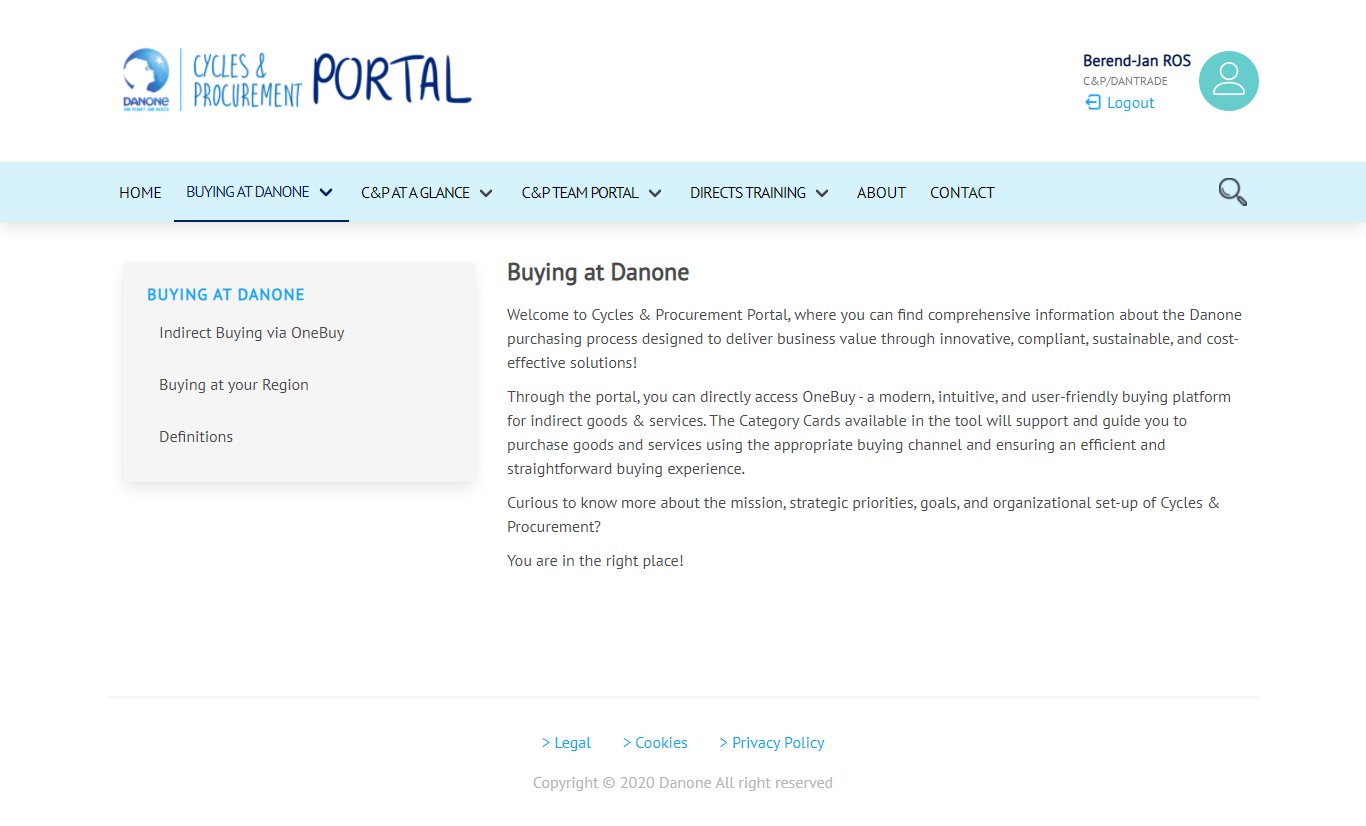 DANONE
ONE PLANET. ONE HEALTH
CYCLES &
PROCUREMENT
PORTAL
Berend-Jan ROS
C&P/DANTRADE
Logout
HOME
BUYING AT DANONE
C&P AT A GLANCE
C&P TEAM PORTAL
DIRECTS TRAINING
ABOUT
CONTACT
BUYING AT DANONE
Indirect Buying via OneBuy
Buying at your Region
Definitions
Buying at Danone
Welcome to Cycles & Procurement Portal, where you can find comprehensive information about the Danone
purchasing process designed to deliver business value through innovative, compliant, sustainable, and cost-
effective solutions!
Through the portal, you can directly access OneBuy - a modern, intuitive, and user-friendly buying platform
for indirect goods & services. The Category Cards available in the tool will support and guide you to
purchase goods and services using the appropriate buying channel and ensuring an efficient and
straightforward buying experience.
Curious to know more about the mission, strategic priorities, goals, and organizational set-up of Cycles &
Procurement?
You are in the right place!
> Legal
> Cookies
> Privacy Policy
Copyright © 2020 Danone All right reserved